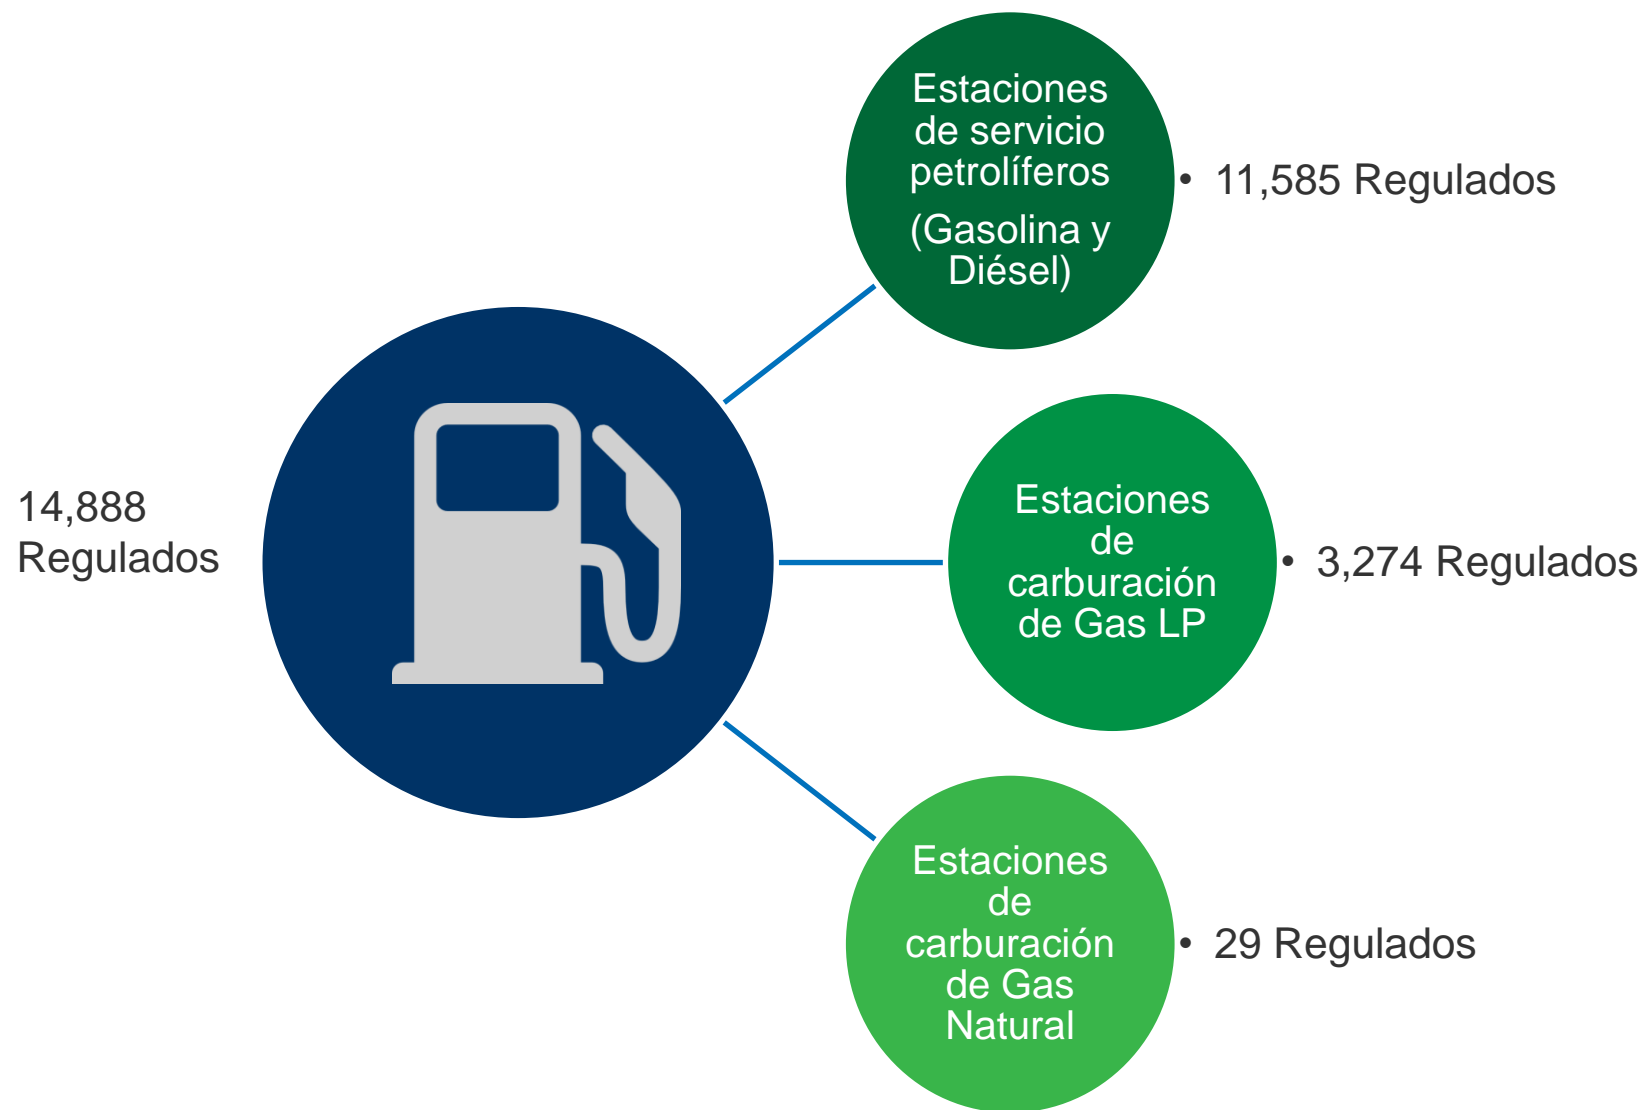 14,888
Regulados
Estaciones
de servicio
petrolíferos
(Gasolina y
Diésel)
• 11,585 Regulados
Estaciones
de
carburación
de Gas LP
• 3,274 Regulados
Estaciones
de
carburación
de Gas
Natural
• 29 Regulados